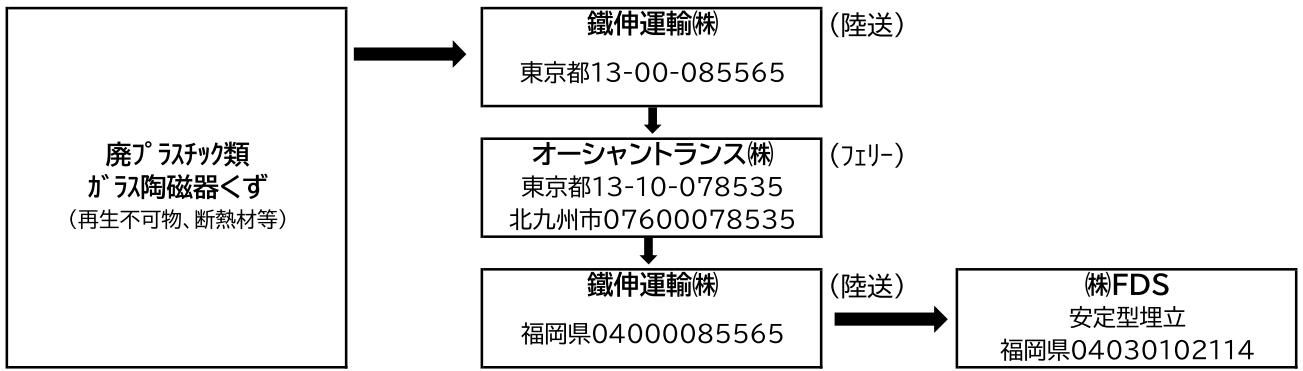 廃ﾌﾟﾗｽﾁｯｸ類
ｶﾞﾗｽ陶磁器くず
（再生不可物、断熱材等）
鐵伸運輸㈱
（陸送）
東京都13-00-085565
オーシャントランス㈱
（ﾌｪﾘｰ）
東京都13-10-078535
北九州市07600078535
鐵伸運輸㈱
（陸送）
福岡県04000085565
㈱FDS
安定型埋立
福岡県04030102114